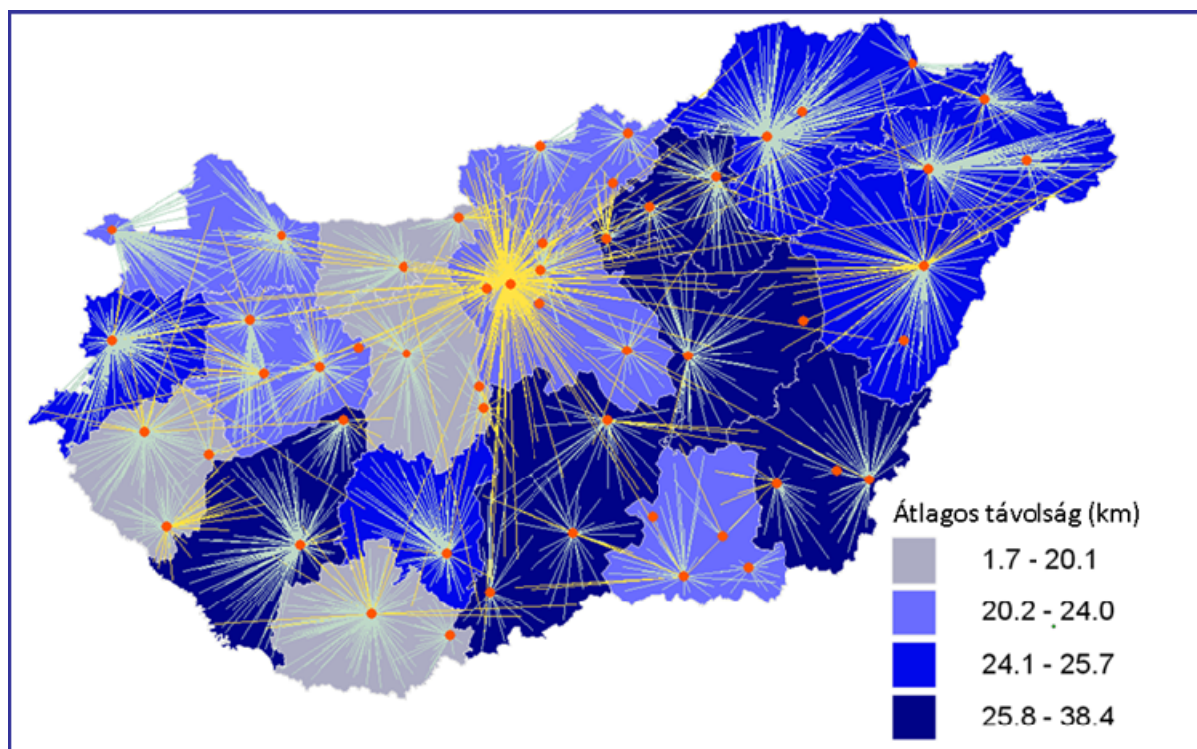 Átlagos távolság (km)
1.7 - 20.1
20.2 - 24.0
24.1 - 25.7
25.8 - 38.4